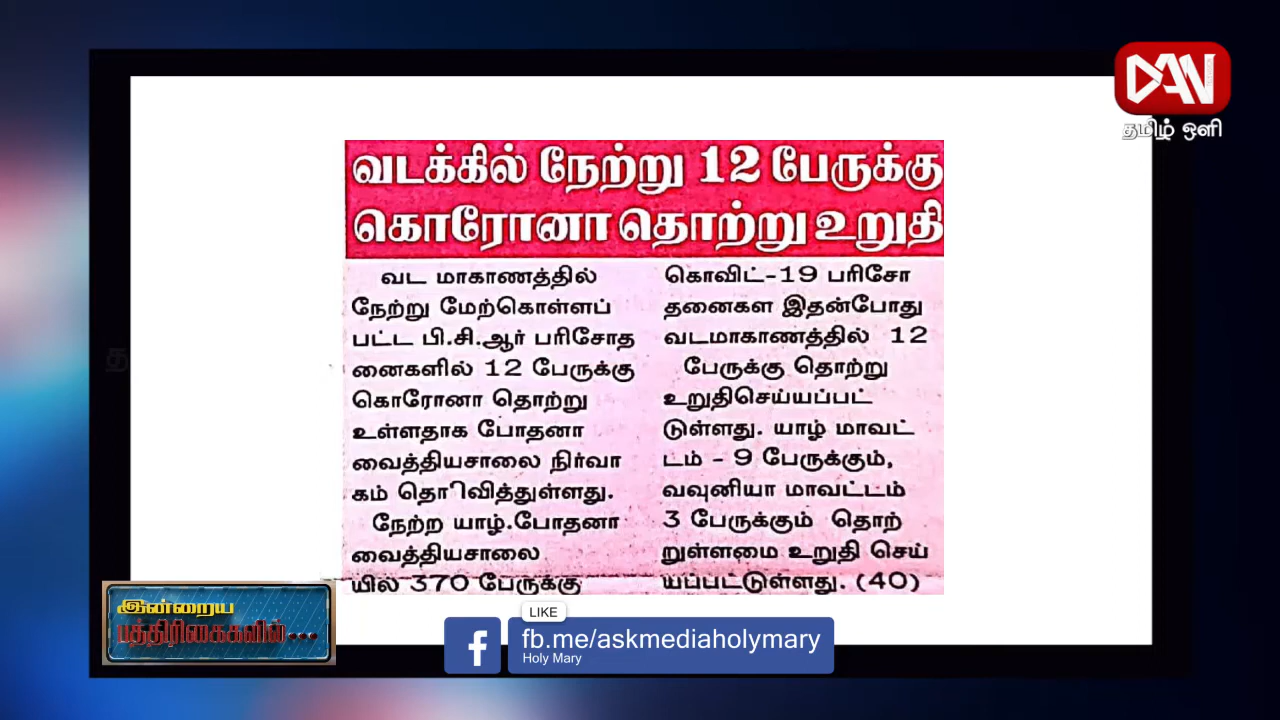 DAN
தமிழ் ஒளி
வடக்கில் நேற்று 12 பேருக்கு
கொரோனா தொற்று உறுதி
வட மாகாணத்தில்
நேற்று மேற்கொள்ளப்
பட்ட பி.சி.ஆர் பரிசோத
னைகளில் 12 பேருக்கு
கொரோனா தொற்று
உள்ளதாக போதனா
வைத்தியசாலை நிர்வா
கம் தொிவித்துள்ளது.
நேற்ற யாழ்.போதனா
வைத்தியசாலை
யில் 370 பேருக்கு
கொவிட்-19 பரிசோ
தனைகள இதன்போது
வடமாகாணத்தில் 12
பேருக்கு தொற்று
உறுதிசெய்யப்பட்
டுள்ளது. யாழ் மாவட்
டம் - 9 பேருக்கும்,
வவுனியா மாவட்டம்
3 பேருக்கும் தொற்
றுள்ளமை உறுதி செய்
யப்பட்டுள்ளது. (40)
இன்றைய
பத்திரிகைகளில்...
LIKE
f
fb.me/askmediaholymary
Holy Mary